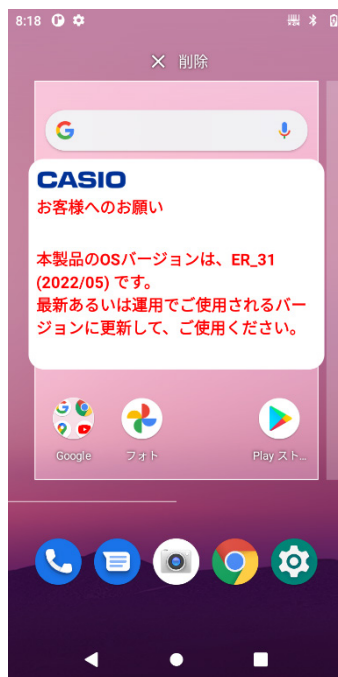 8:18
× 削除
CASIO
お客様へのお願い
本製品のOSバージョンは、ER_31
(2022/05) です。
最新あるいは運用でご使用されるバー
ジョンに更新して、ご使用ください。
Google フォト Play スト...